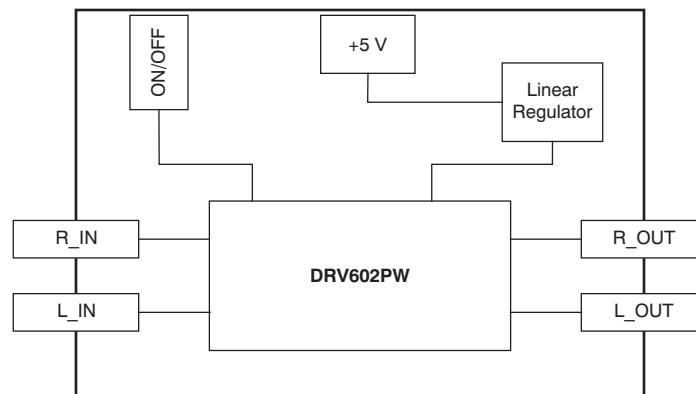 ON/OFF
+5 V
Linear
Regulator
R_IN
R_OUT
DRV602PW
L_IN
L_OUT